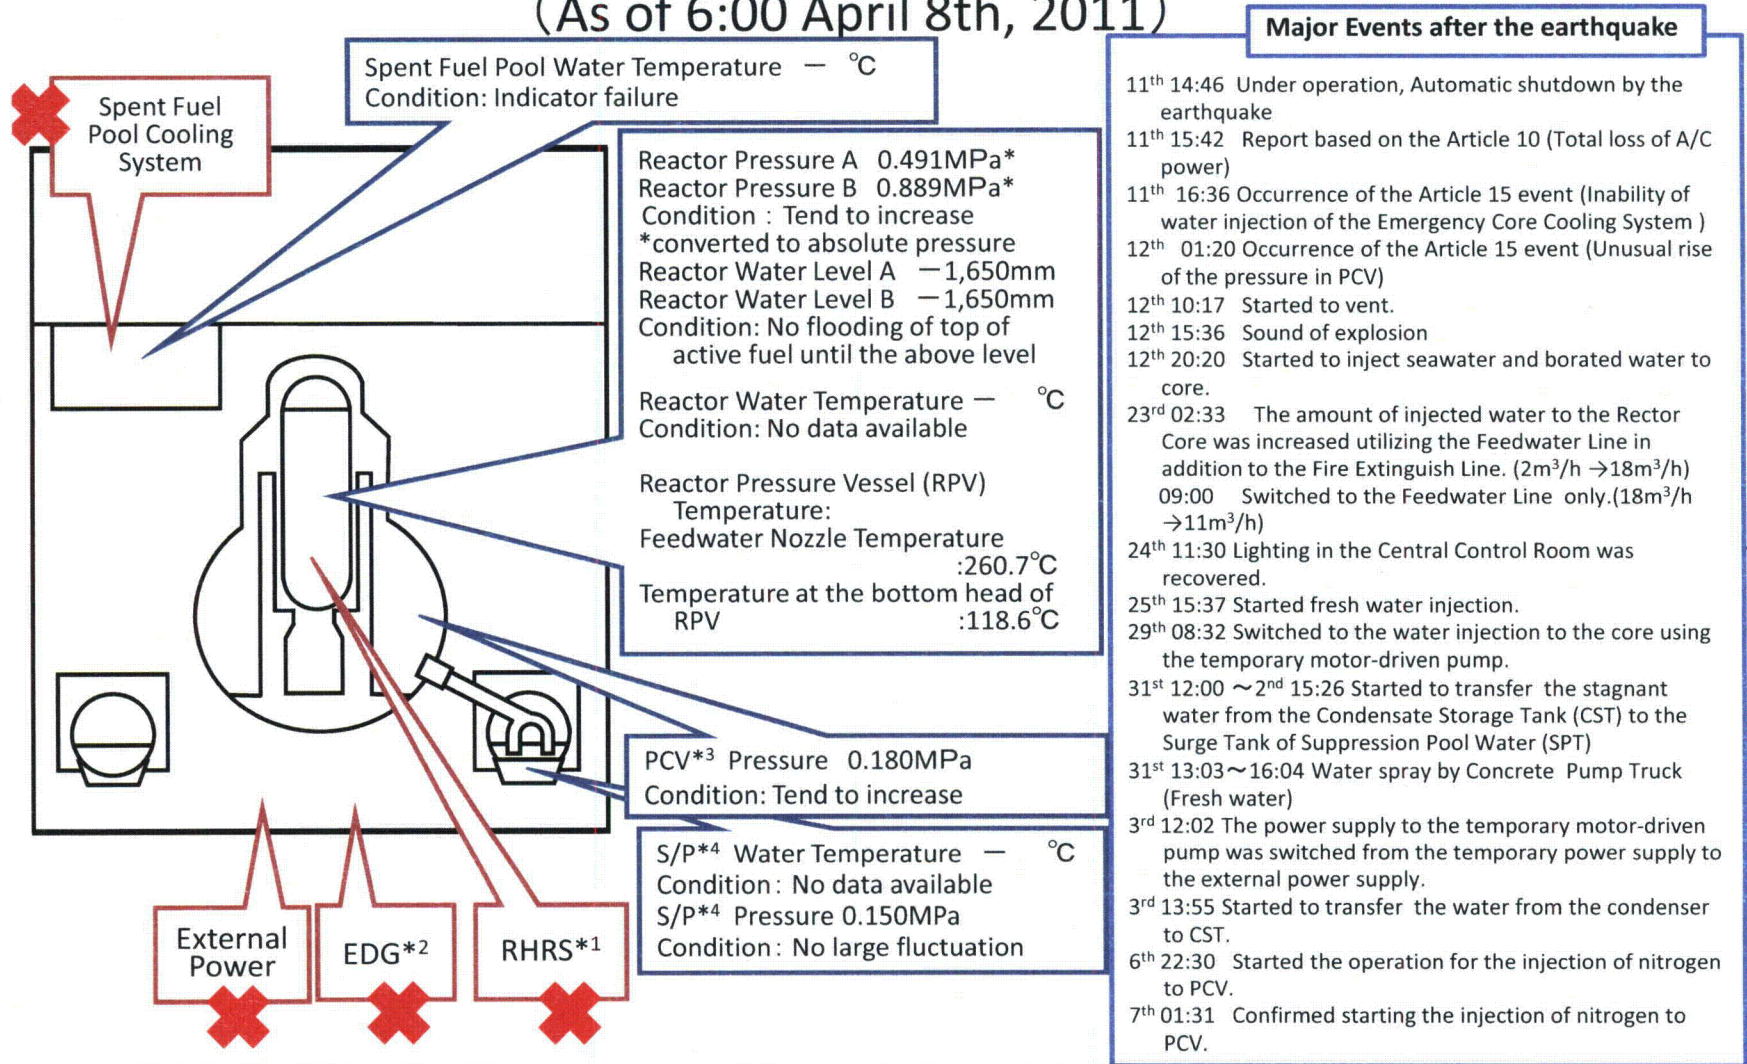 (As of 6:00 April 8th, 2011)
Spent Fuel
Pool Cooling
System
Spent Fuel Pool Water Temperature － ℃
Condition: Indicator failure
Reactor Pressure A 0.491MPa*
Reactor Pressure B 0.889MPa*
Condition : Tend to increase
*converted to absolute pressure
Reactor Water Level A －1,650mm
Reactor Water Level B －1,650mm
Condition: No flooding of top of
active fuel until the above level
Reactor Water Temperature － ℃
Condition: No data available
Reactor Pressure Vessel (RPV)
Temperature:
Feedwater Nozzle Temperature
:260.7℃
Temperature at the bottom head of
RPV :118.6℃
PCV*3 Pressure 0.180MPa
Condition: Tend to increase
S/P*4 Water Temperature － ℃
Condition : No data available
S/P*4 Pressure 0.150MPa
Condition : No large fluctuation
External
Power
EDG*2
RHRS*1
Major Events after the earthquake
11th 14:46 Under operation, Automatic shutdown by the
earthquake
11th 15:42 Report based on the Article 10 (Total loss of A/C
power)
11th 16:36 Occurrence of the Article 15 event (Inability of
water injection of the Emergency Core Cooling System )
12th 01:20 Occurrence of the Article 15 event (Unusual rise
of the pressure in PCV)
12th 10:17 Started to vent.
12th 15:36 Sound of explosion
12th 20:20 Started to inject seawater and borated water to
core.
23rd 02:33 The amount of injected water to the Rector
Core was increased utilizing the Feedwater Line in
addition to the Fire Extinguish Line. (2m³/h →18m³/h)
09:00 Switched to the Feedwater Line only.(18m³/h
→11m³/h)
24th 11:30 Lighting in the Central Control Room was
recovered.
25th 15:37 Started fresh water injection.
29th 08:32 Switched to the water injection to the core using
the temporary motor-driven pump.
31st 12:00 ～2nd 15:26 Started to transfer the stagnant
water from the Condensate Storage Tank (CST) to the
Surge Tank of Suppression Pool Water (SPT)
31st 13:03～16:04 Water spray by Concrete Pump Truck
(Fresh water)
3rd 12:02 The power supply to the temporary motor-driven
pump was switched from the temporary power supply to
the external power supply.
3rd 13:55 Started to transfer the water from the condenser
to CST.
6th 22:30 Started the operation for the injection of nitrogen
to PCV.
7th 01:31 Confirmed starting the injection of nitrogen to
PCV.